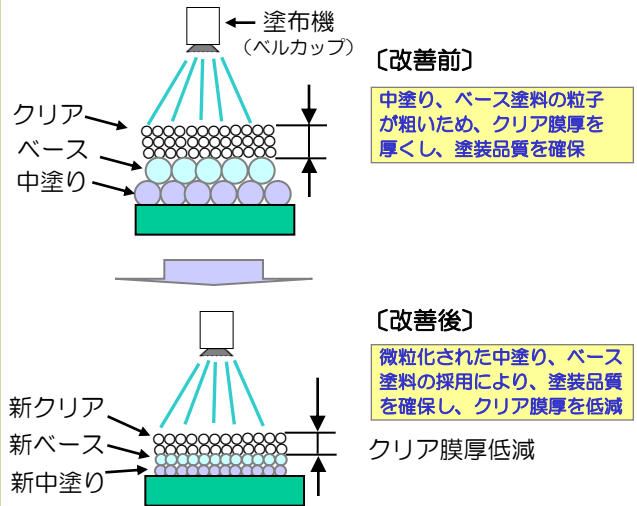 塗布機
（ベルカップ）
〔改善前〕
中塗り、ベース塗料の粒子
が粗いため、クリア膜厚を
厚くし、塗装品質を確保
クリア
ベース
中塗り
〔改善後〕
微粒化された中塗り、ベース
塗料の採用により、塗装品質
を確保し、クリア膜厚を低減
新クリア
新ベース
新中塗り
クリア膜厚低減